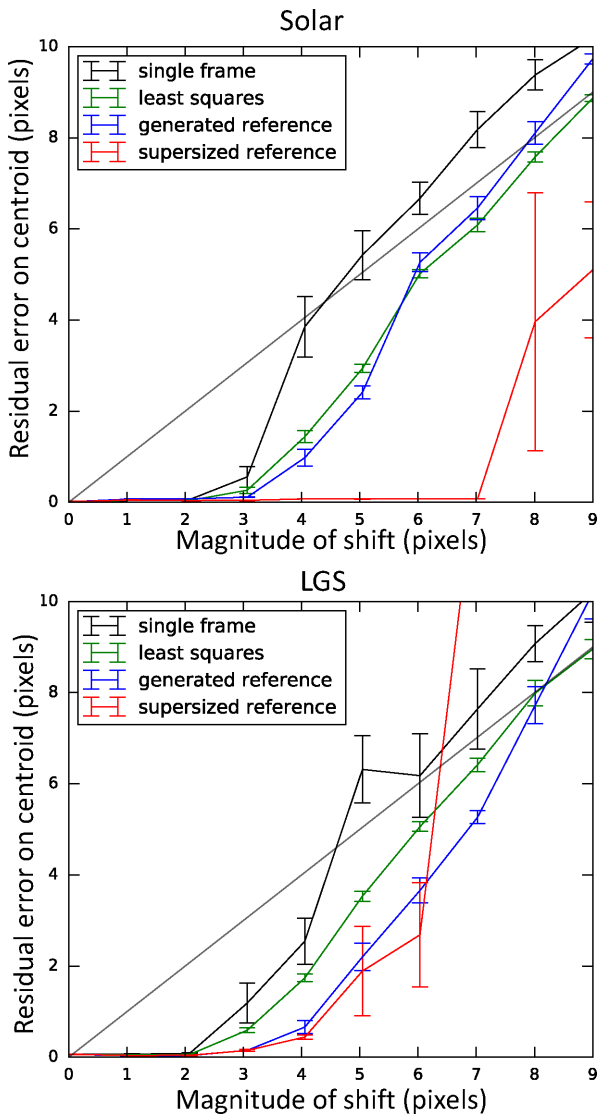 Solar
10
8
6
4
2
0
Residual error on centroid (pixels)
single frame
least squares
generated reference
supersized reference
0 1 2 3 4 5 6 7 8 9
Magnitude of shift (pixels)
LGS
10
8
6
4
2
0
Residual error on centroid (pixels)
single frame
least squares
generated reference
supersized reference
0 1 2 3 4 5 6 7 8 9
Magnitude of shift (pixels)